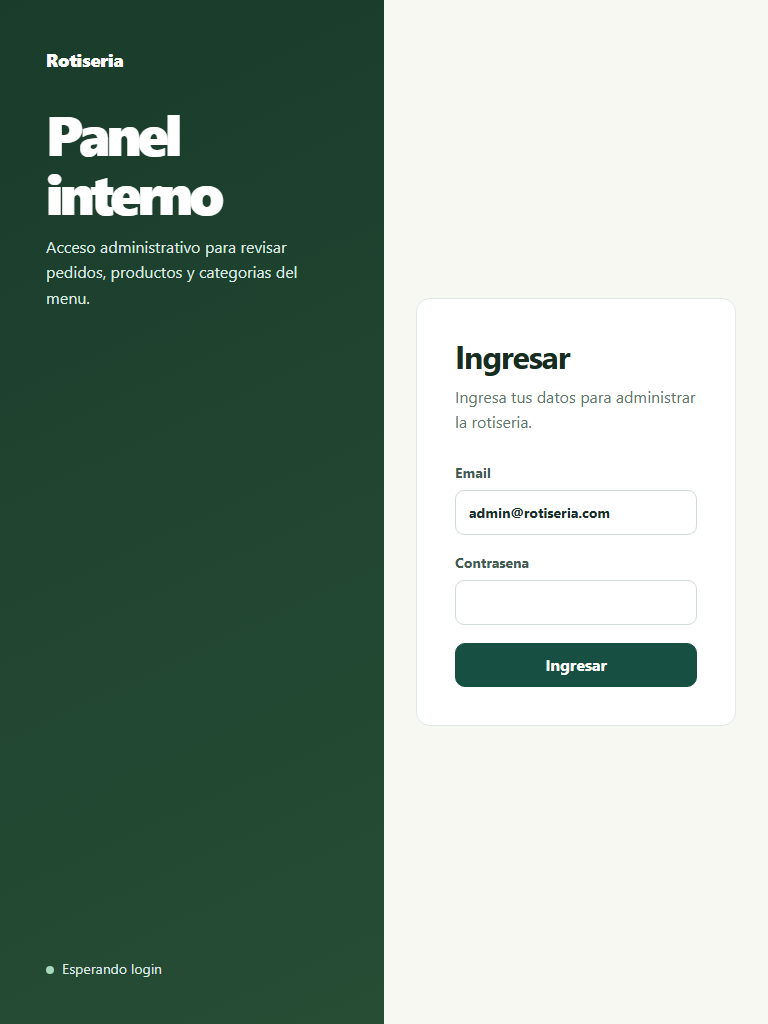 Rotiseria
Panel
interno
Acceso administrativo para revisar
pedidos, productos y categorias del
menu.
Esperando login
Ingresar
Ingresa tus datos para administrar
la rotiseria.
Email
admin@rotiseria.com
Contrasena
Ingresar